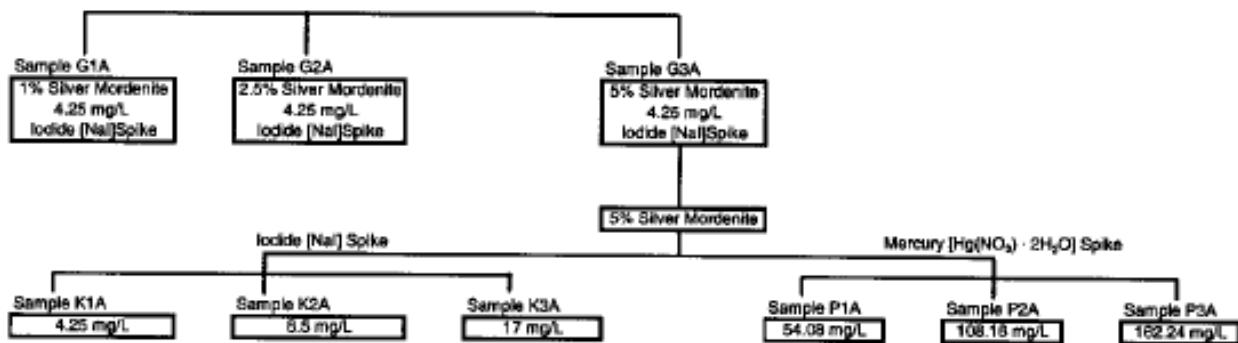 Sample G1A
1% Silver Mordenite
4.25 mg/L
Iodide [NaI]Spike
Sample G2A
2.5% Silver Mordenite
4.25 mg/L
Iodide [NaI]Spike
Sample G3A
5% Silver Mordenite
4.25 mg/L
Iodide [NaI]Spike
5% Silver Mordenite
Iodide [NaI] Spike
Mercury [Hg(NO₃) · 2H₂O] Spike
Sample K1A
4.25 mg/L
Sample K2A
8.5 mg/L
Sample K3A
17 mg/L
Sample P1A
54.08 mg/L
Sample P2A
108.16 mg/L
Sample P3A
162.24 mg/L